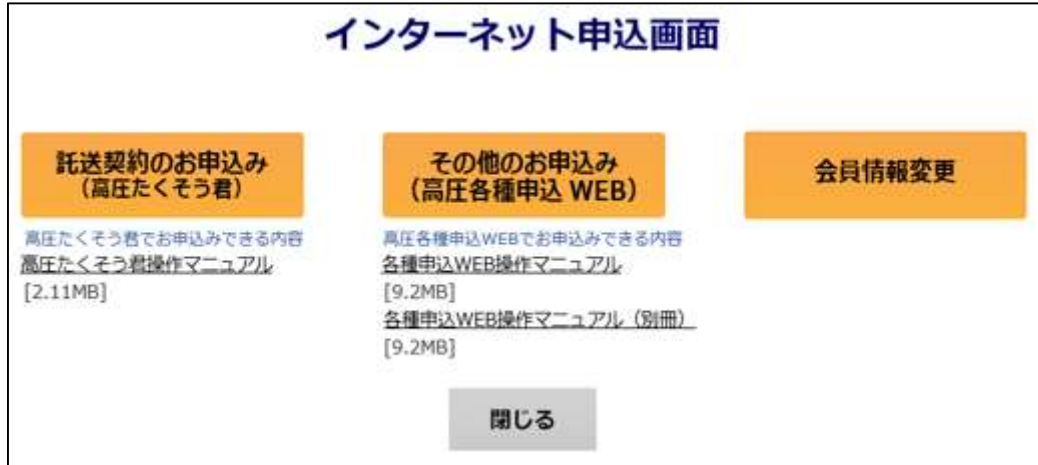 インターネット申込画面
託送契約のお申込み
（高圧たくそう君）
高圧たくそう君でお申込みできる内容
高圧たくそう君操作マニュアル
[2.11MB]
その他のお申込み
（高圧各種申込 WEB）
高圧各種申込WEBでお申込みできる内容
各種申込WEB操作マニュアル
[9.2MB]
各種申込WEB操作マニュアル（別冊）
[9.2MB]
会員情報変更
閉じる